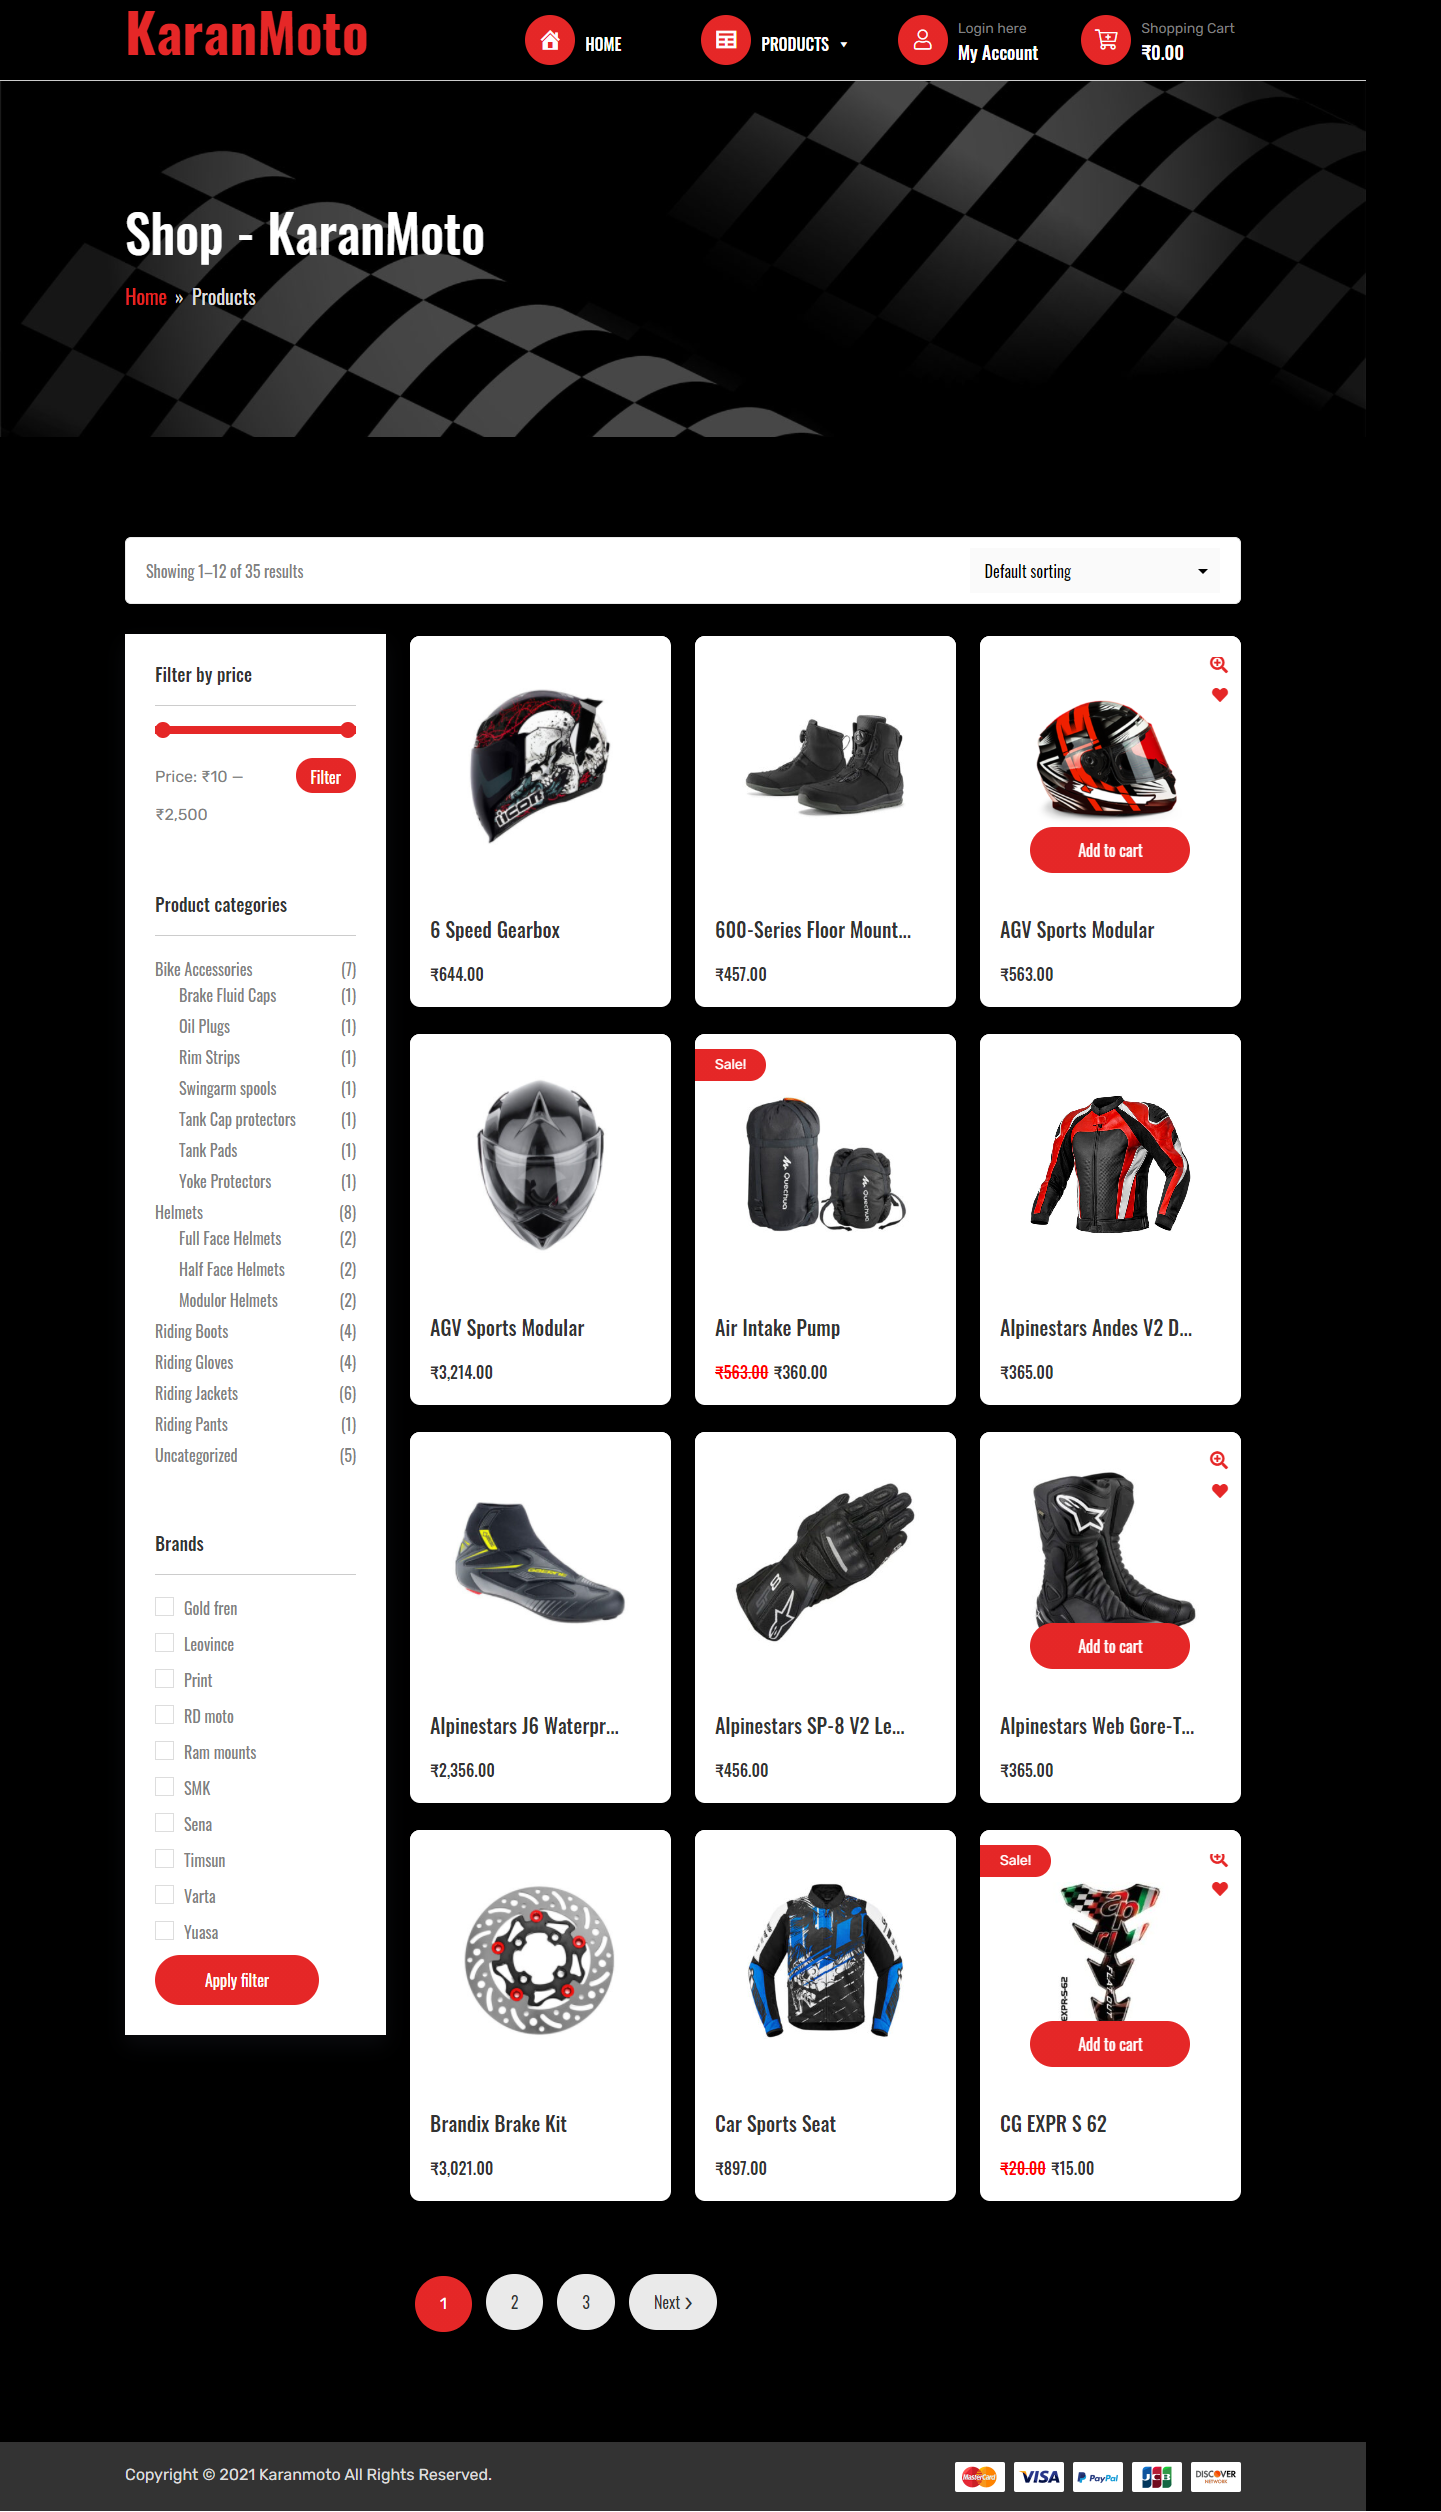 KaranMoto
HOME
PRODUCTS
Login here
My Account
Shopping Cart
₹0.00
Shop - KaranMoto
Home » Products
Showing 1–12 of 35 results
Default sorting
Filter by price
Price: ₹10 —
₹2,500
Filter
Product categories
Bike Accessories (7)
Brake Fluid Caps (1)
Oil Plugs (1)
Rim Strips (1)
Swingarm spools (1)
Tank Cap protectors (1)
Tank Pads (1)
Yoke Protectors (1)
Helmets (8)
Full Face Helmets (2)
Half Face Helmets (2)
Modulor Helmets (2)
Riding Boots (4)
Riding Gloves (4)
Riding Jackets (6)
Riding Pants (1)
Uncategorized (5)
Brands
Gold fren
Leovince
Print
RD moto
Ram mounts
SMK
Sena
Timsun
Varta
Yuasa
Apply filter
icon
6 Speed Gearbox
₹644.00
600-Series Floor Mount...
₹457.00
Add to cart
AGV Sports Modular
₹563.00
AGV Sports Modular
₹3,214.00
Sale!
Quechua
Quechua
Air Intake Pump
₹563.00 ₹360.00
Alpinestars Andes V2 D...
₹365.00
Alpinestars J6 Waterpr...
₹2,356.00
Alpinestars SP-8 V2 Le...
₹456.00
Add to cart
Alpinestars Web Gore-T...
₹365.00
Brandix Brake Kit
₹3,021.00
Car Sports Seat
₹897.00
Sale!
EXPR-S-62
FLAT OUT
Add to cart
CG EXPR S 62
₹20.00 ₹15.00
1
2
3
Next
Copyright © 2021 Karanmoto All Rights Reserved.
MasterCard
VISA
PayPal
JCB
DISCOVER
NETWORK